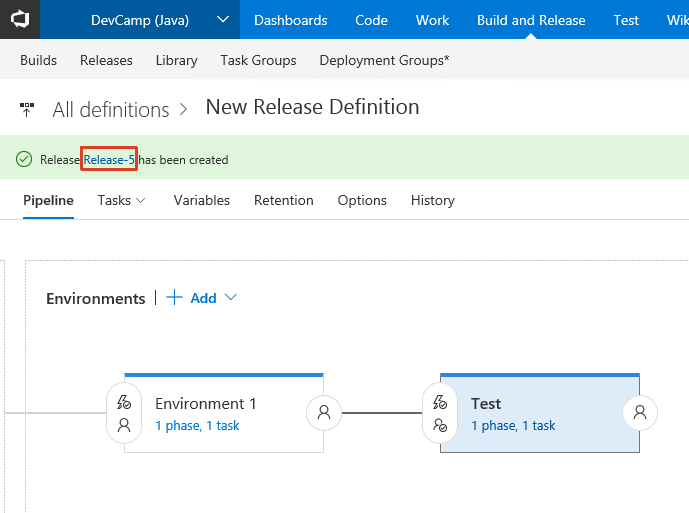 DevCamp (Java) Dashboards Code Work Build and Release Test Wik
Builds Releases Library Task Groups Deployment Groups*
All definitions > New Release Definition
Release Release-5 has been created
Pipeline Tasks Variables Retention Options History
Environments | + Add
Environment 1 Test
1 phase, 1 task 1 phase, 1 task